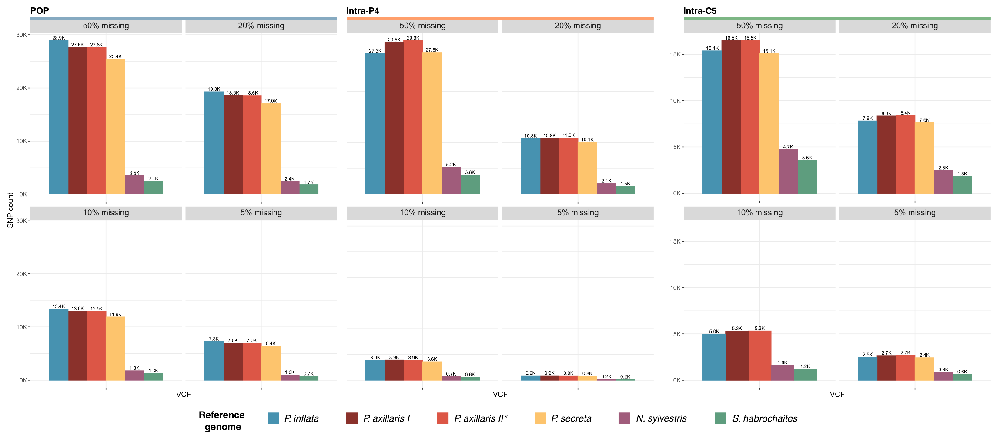 POP
Intra-P4
Intra-C5
50% missing
20% missing
50% missing
20% missing
50% missing
20% missing
30K
20K
10K
0K
28.9K
27.6K
27.6K
25.4K
3.5K
2.4K
19.3K
18.6K
18.6K
17.0K
2.4K
1.7K
27.3K
29.5K
29.9K
27.6K
5.2K
3.8K
10.8K
10.9K
11.0K
10.1K
2.1K
1.5K
15K
10K
5K
0K
15.4K
16.5K
16.5K
15.1K
4.7K
3.5K
7.8K
8.3K
8.4K
7.6K
2.5K
1.8K
SNP count
10% missing
5% missing
10% missing
5% missing
10% missing
5% missing
30K
20K
10K
0K
13.4K
13.0K
12.9K
11.9K
1.8K
1.3K
7.3K
7.0K
7.0K
6.4K
1.0K
0.7K
3.9K
3.9K
3.9K
3.6K
0.7K
0.6K
0.9K
0.9K
0.9K
0.8K
0.2K
0.2K
15K
10K
5K
0K
5.0K
5.3K
5.3K
1.6K
1.2K
2.5K
2.7K
2.7K
2.4K
0.9K
0.6K
VCF
VCF
VCF
Reference
genome
P. inflata
P. axillaris I
P. axillaris II*
P. secreta
N. sylvestris
S. habrochaites